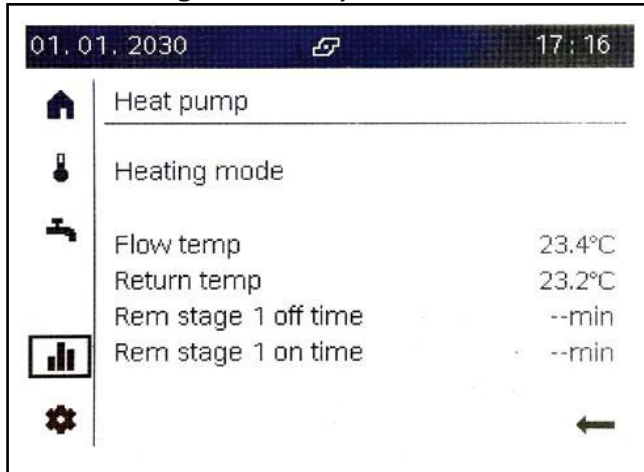 01. 01. 2030 17:16
Heat pump
Heating mode
Flow temp 23.4°C
Return temp 23.2°C
Rem stage 1 off time --min
Rem stage 1 on time --min